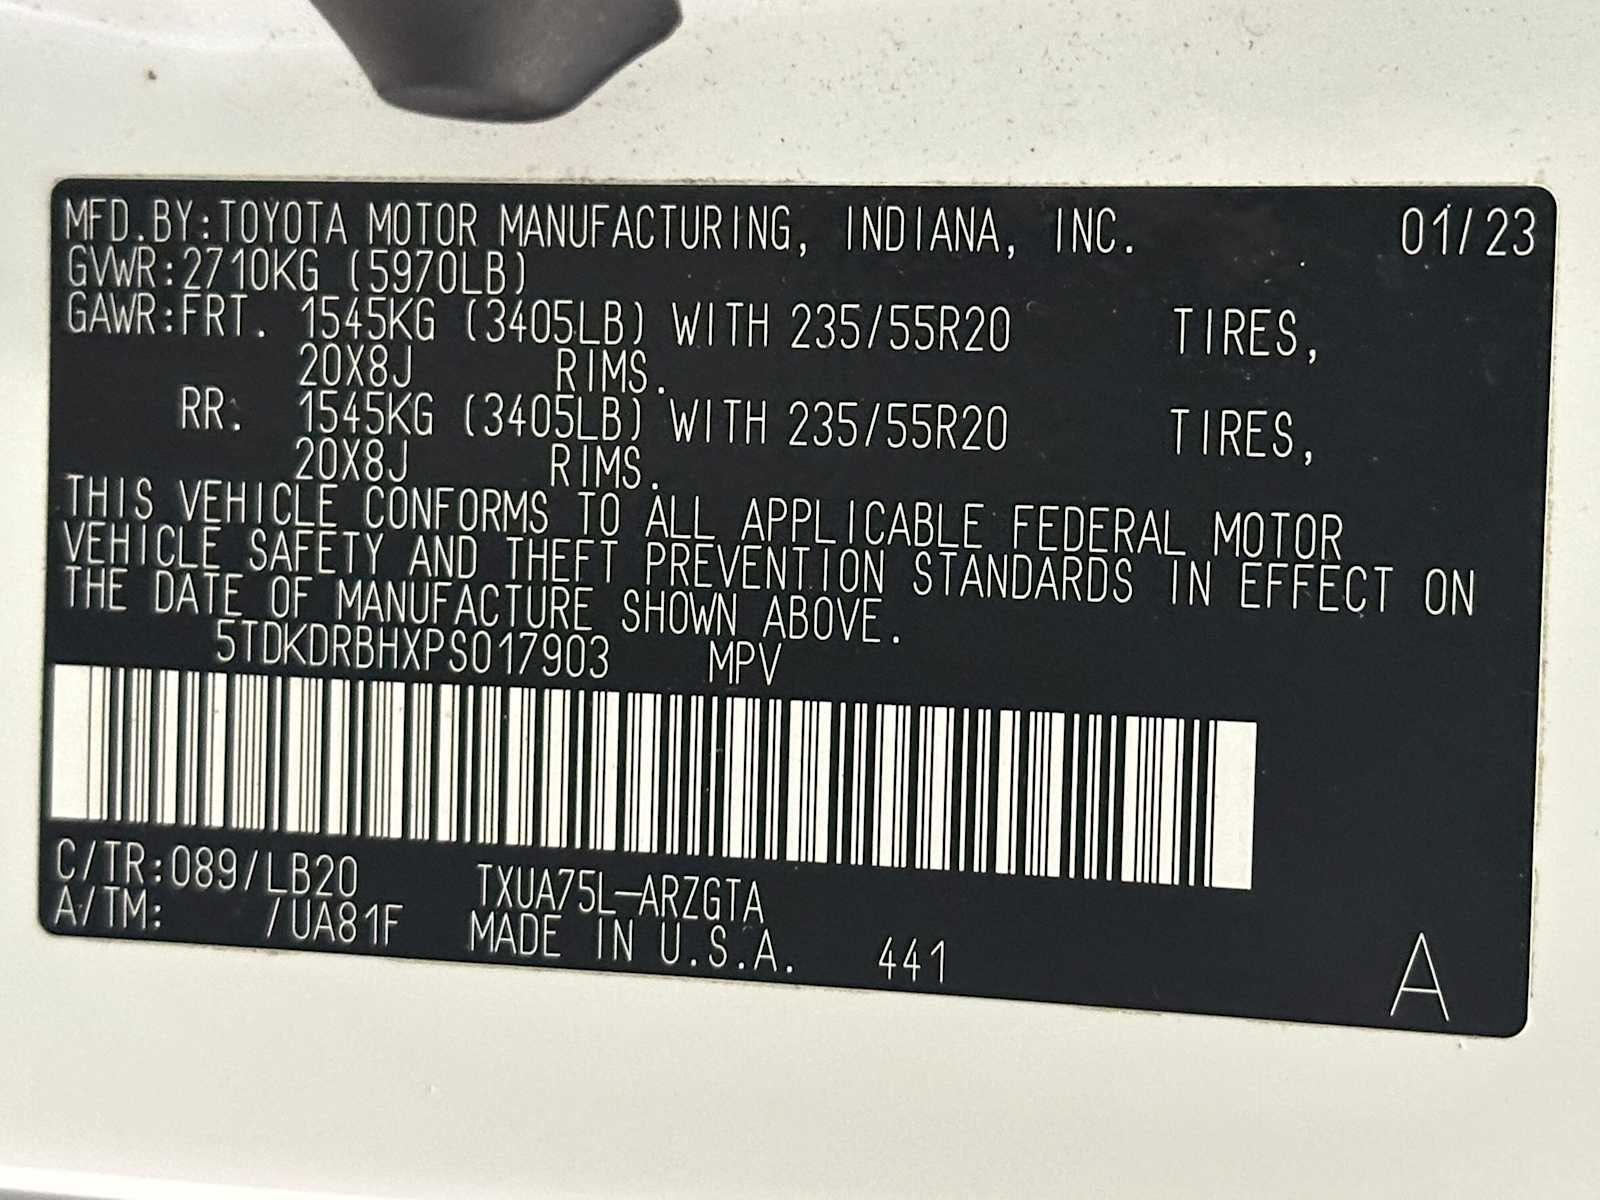 MFD.BY:TOYOTA MOTOR MANUFACTURING, INDIANA, INC. 01/23
GVWR:2710KG (5970LB)
GAWR:FRT. 1545KG (3405LB) WITH 235/55R20 TIRES,
20X8J RIMS.
RR. 1545KG (3405LB) WITH 235/55R20 TIRES,
20X8J RIMS.
THIS VEHICLE CONFORMS TO ALL APPLICABLE FEDERAL MOTOR
VEHICLE SAFETY AND THEFT PREVENTION STANDARDS IN EFFECT ON
THE DATE OF MANUFACTURE SHOWN ABOVE.
5TDKDRBHXPS017903 MPV
C/TR:089/LB20 TXUA75L-ARZGTA
A/TM: /UA81F MADE IN U.S.A. 441 A